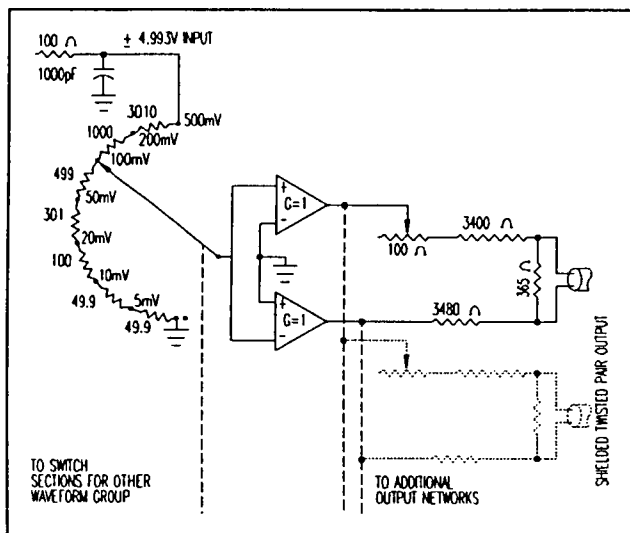 100 Ω
± 4.993V INPUT
1000pF
3010
500mV
1000
200mV
100mV
499
50mV
301
20mV
100
10mV
49.9
5mV
49.9
+
G=1
-
+
G=1
-
100 Ω
3400 Ω
365 Ω
3480 Ω
SHIELDED TWISTED PAIR OUTPUT
TO SWITCH
SECTIONS FOR OTHER
WAVEFORM GROUP
TO ADDITIONAL
OUTPUT NETWORKS